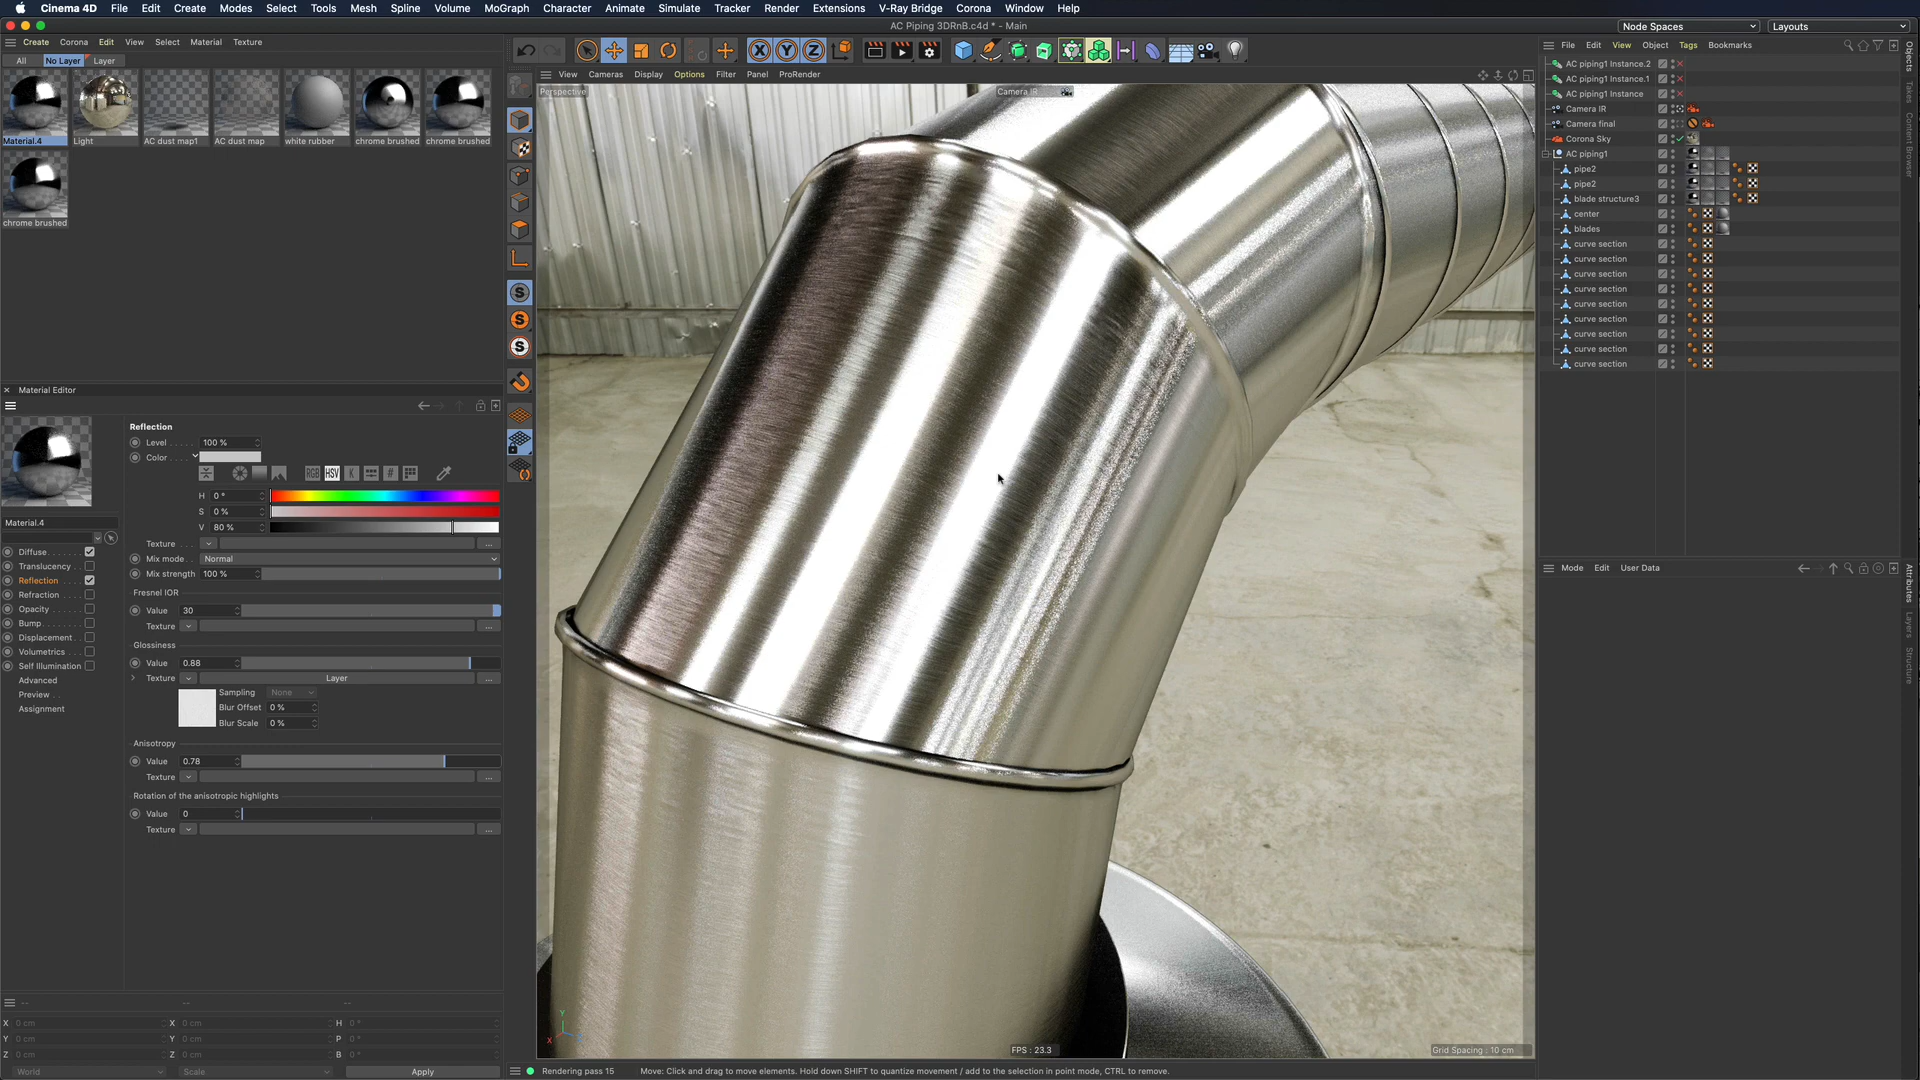 Cinema 4D File Edit Create Modes Select Tools Mesh Spline Volume MoGraph Character Animate Simulate Tracker Render Extensions V-Ray Bridge Corona Window Help
AC Piping 3DRnB.c4d * - Main
Node Spaces Layouts
Create Corona Edit View Select Material Texture
All No Layer Layer
Material.4 Light AC dust map1 AC dust map white rubber chrome brushed chrome brushed
chrome brushed
X Y Z
View Cameras Display Options Filter Panel ProRender
Perspective Camera IR
S
S
S
File Edit View Object Tags Bookmarks
AC piping1 Instance.2
AC piping1 Instance.1
AC piping1 Instance
Camera IR
Camera final
Corona Sky
AC piping1
pipe2
pipe2
blade structure3
center
blades
curve section
curve section
curve section
curve section
curve section
curve section
curve section
curve section
curve section
Objects
Takes
Content Browser
Material Editor
Material.4
Diffuse
Translucency
Reflection
Refraction
Opacity
Bump
Displacement
Volumetrics
Self Illumination
Advanced
Preview
Assignment
Reflection
Level 100 %
Color
RGB HSV K #
H 0 °
S 0 %
V 80 %
Texture ...
Mix mode Normal
Mix strength 100 %
Fresnel IOR
Value 30
Texture ...
Glossiness
Value 0.88
Texture Layer ...
Sampling None
Blur Offset 0 %
Blur Scale 0 %
Anisotropy
Value 0.78
Texture ...
Rotation of the anisotropic highlights
Value 0
Texture ...
-- -- --
X 0 cm X 0 cm H 0 °
Y 0 cm Y 0 cm P 0 °
Z 0 cm Z 0 cm B 0 °
World Scale Apply
Mode Edit User Data
Attributes
Layers
Structure
Y
X
FPS : 23.3
Grid Spacing : 10 cm
Rendering pass 15 Move: Click and drag to move elements. Hold down SHIFT to quantize movement / add to the selection in point mode, CTRL to remove.